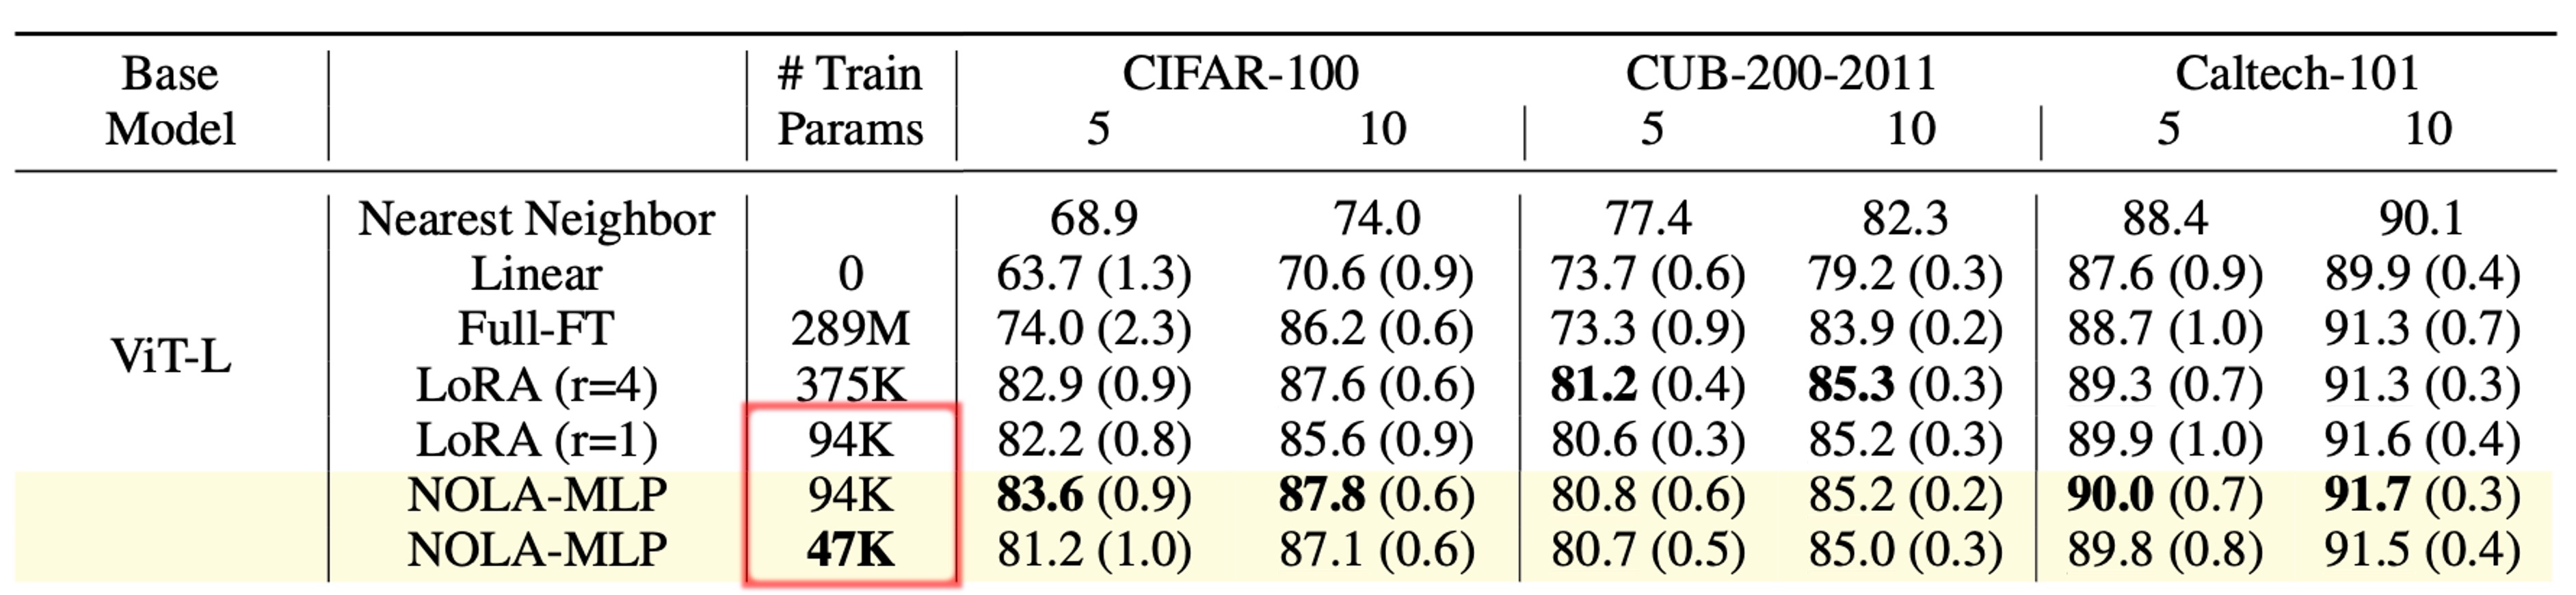 Base # Train CIFAR-100 CUB-200-2011 Caltech-101
Model Params 5 10 5 10 5 10
Nearest Neighbor 68.9 74.0 77.4 82.3 88.4 90.1
Linear 0 63.7 (1.3) 70.6 (0.9) 73.7 (0.6) 79.2 (0.3) 87.6 (0.9) 89.9 (0.4)
Full-FT 289M 74.0 (2.3) 86.2 (0.6) 73.3 (0.9) 83.9 (0.2) 88.7 (1.0) 91.3 (0.7)
ViT-L
LoRA (r=4) 375K 82.9 (0.9) 87.6 (0.6) 81.2 (0.4) 85.3 (0.3) 89.3 (0.7) 91.3 (0.3)
LoRA (r=1) 94K 82.2 (0.8) 85.6 (0.9) 80.6 (0.3) 85.2 (0.3) 89.9 (1.0) 91.6 (0.4)
NOLA-MLP 94K 83.6 (0.9) 87.8 (0.6) 80.8 (0.6) 85.2 (0.2) 90.0 (0.7) 91.7 (0.3)
NOLA-MLP 47K 81.2 (1.0) 87.1 (0.6) 80.7 (0.5) 85.0 (0.3) 89.8 (0.8) 91.5 (0.4)